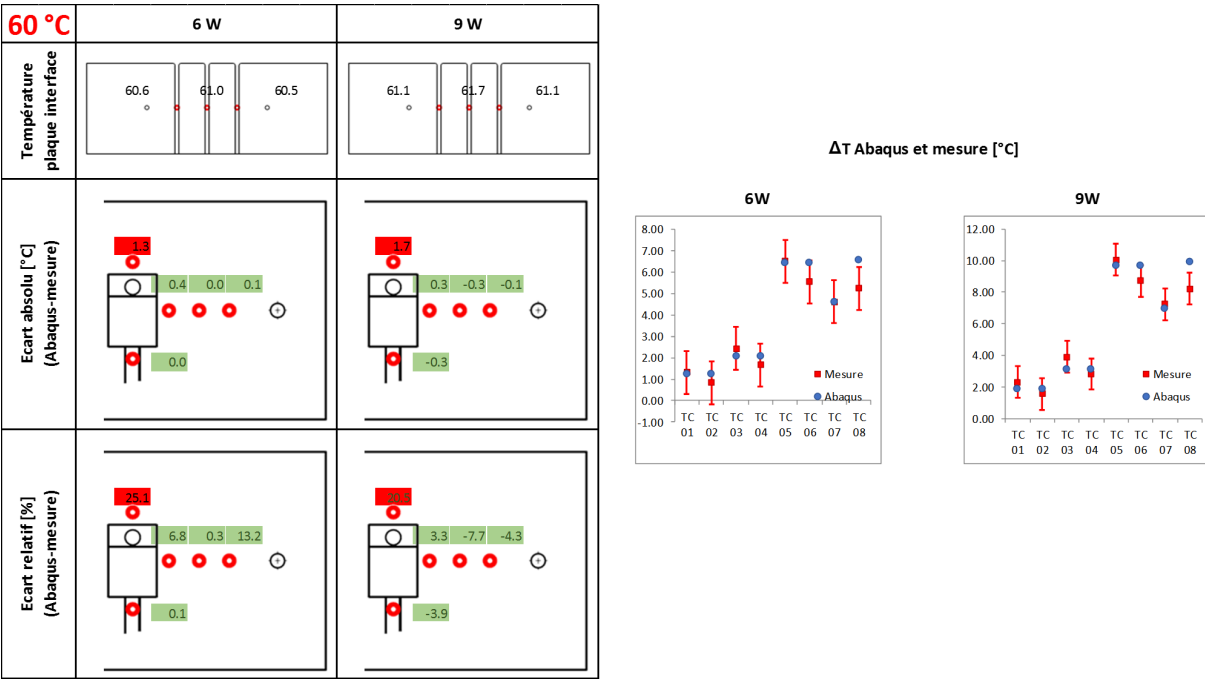 60 °C
6 W
9 W
Température
plaque interface
60.6
61.0
60.5
61.1
61.7
61.1
Ecart absolu [°C]
(Abaqus-mesure)
1.3
0.4 0.0 0.1
0.0
1.7
0.3 -0.3 -0.1
-0.3
Ecart relatif [%]
(Abaqus-mesure)
25.1
6.8 0.3 13.2
0.1
3.3 -7.7 -4.3
-3.9
ΔT Abaqus et mesure [°C]
6W
8.00
7.00
6.00
5.00
4.00
3.00
2.00
1.00
0.00
-1.00
TC TC TC TC TC TC TC TC
01 02 03 04 05 06 07 08
Mesure
Abaqus
9W
12.00
10.00
8.00
6.00
4.00
2.00
0.00
TC TC TC TC TC TC TC TC
01 02 03 04 05 06 07 08
Mesure
Abaqus